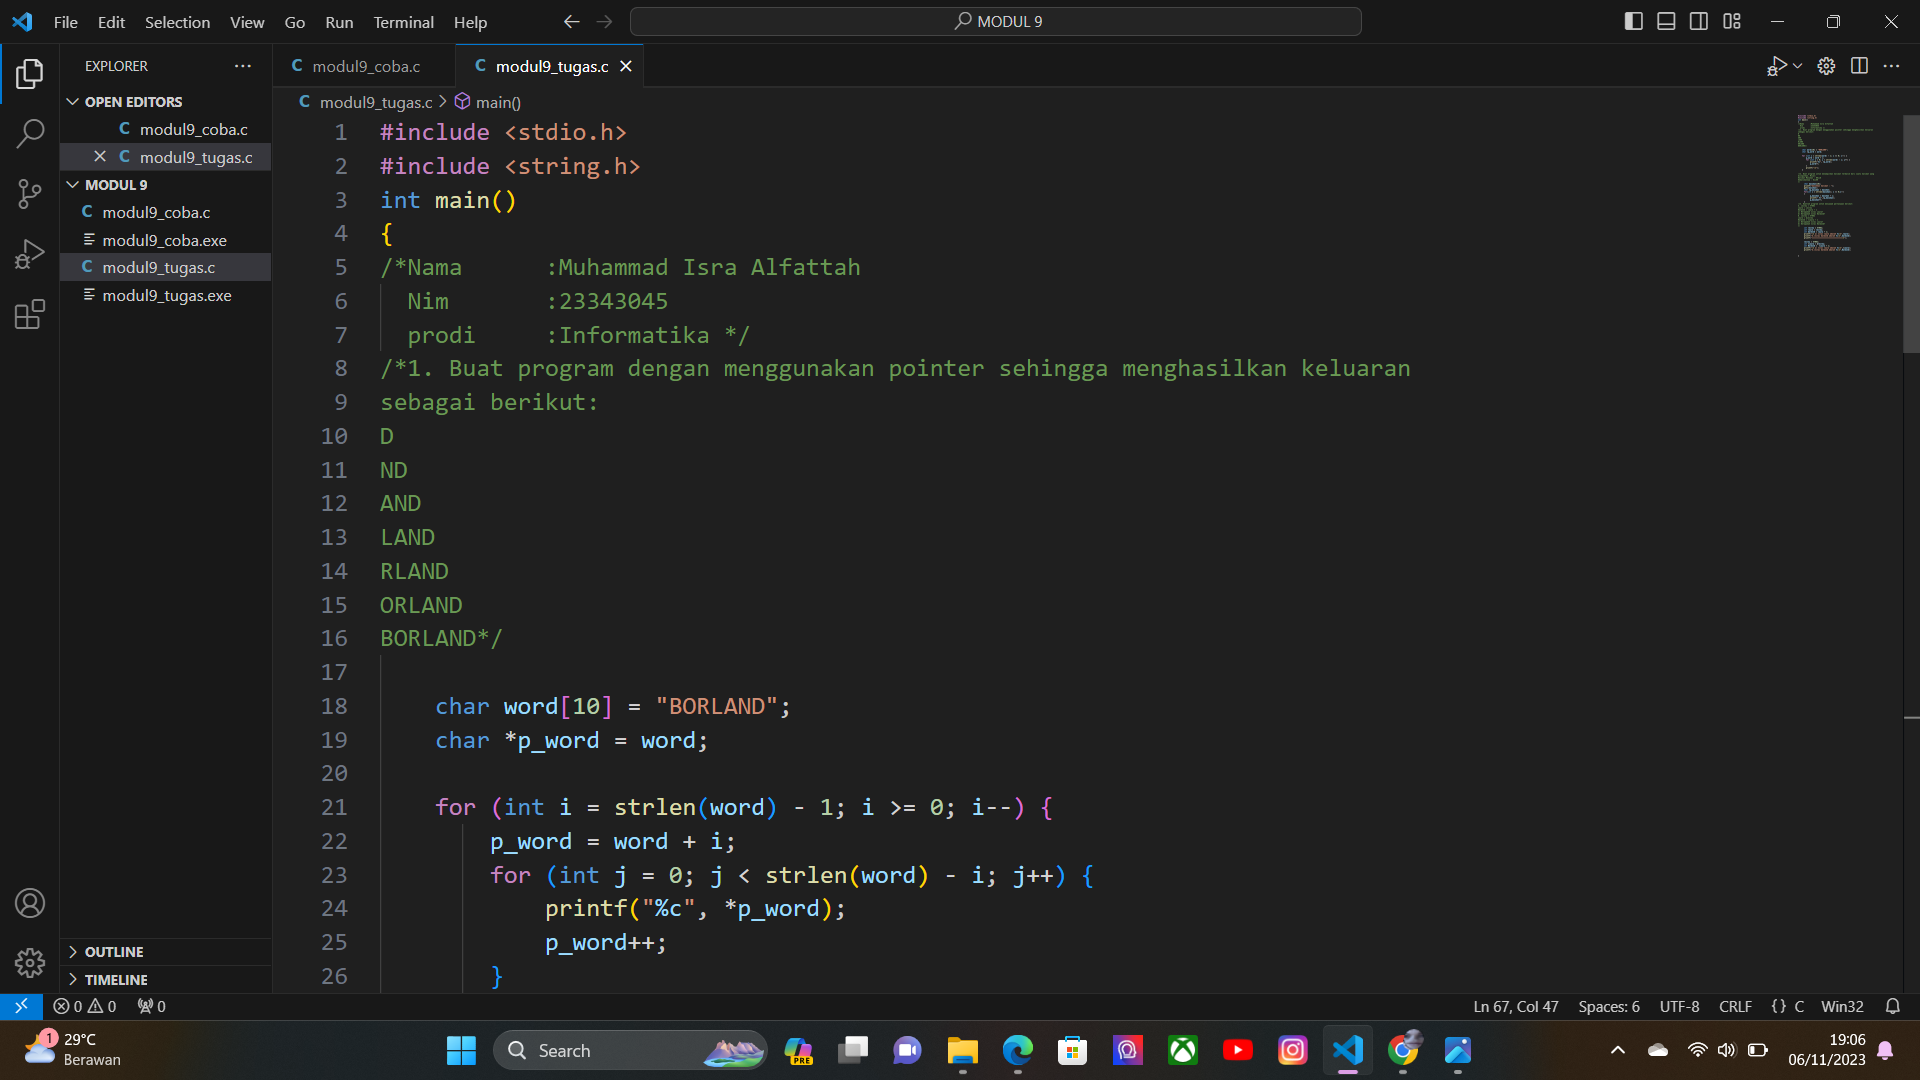 File Edit Selection View Go Run Terminal Help
MODUL 9
EXPLORER
OPEN EDITORS
C modul9_coba.c
C modul9_tugas.c
MODUL 9
C modul9_coba.c
modul9_coba.exe
C modul9_tugas.c
modul9_tugas.exe
OUTLINE
TIMELINE
C modul9_coba.c
C modul9_tugas.c
C modul9_tugas.c > main()
1 #include <stdio.h>
2 #include <string.h>
3 int main()
4 {
5 /*Nama      :Muhammad Isra Alfattah
6   Nim       :23343045
7   prodi     :Informatika */
8 /*1. Buat program dengan menggunakan pointer sehingga menghasilkan keluaran
9 sebagai berikut:
10 D
11 ND
12 AND
13 LAND
14 RLAND
15 ORLAND
16 BORLAND*/
17
18     char word[10] = "BORLAND";
19     char *p_word = word;
20
21     for (int i = strlen(word) - 1; i >= 0; i--) {
22         p_word = word + i;
23         for (int j = 0; j < strlen(word) - i; j++) {
24             printf("%c", *p_word);
25             p_word++;
26         }
0 0 0
Ln 67, Col 47 Spaces: 6 UTF-8 CRLF {} C Win32
1
29°C
Berawan
Search
PRE
19:06
06/11/2023